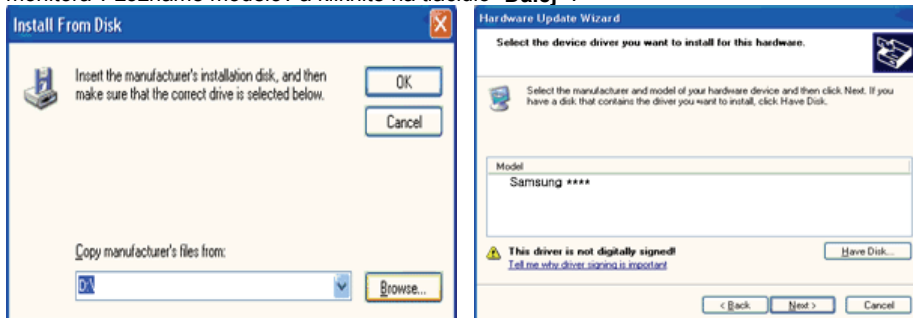 Install From Disk
Insert the manufacturer's installation disk, and then
make sure that the correct drive is selected below.
OK
Cancel
Copy manufacturer's files from:
D:\
Browse...
Hardware Update Wizard
Select the device driver you want to install for this hardware.
Select the manufacturer and model of your hardware device and then click Next. If you
have a disk that contains the driver you want to install, click Have Disk.
Model
Samsung ****
This driver is not digitally signed!
Tell me why driver signing is important
Have Disk...
< Back
Next >
Cancel